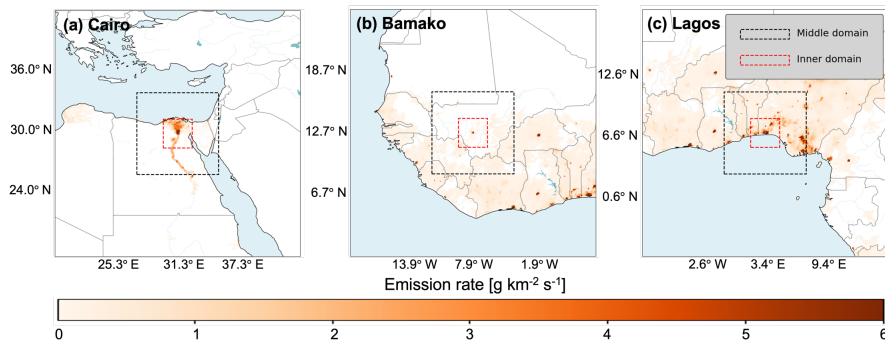 (a) Cairo
(b) Bamako
(c) Lagos
Middle domain
Inner domain
36.0° N
30.0° N
24.0° N
18.7° N
12.7° N
6.7° N
12.6° N
6.6° N
0.6° N
25.3° E 31.3° E 37.3° E
13.9° W 7.9° W 1.9° W
2.6° W 3.4° E 9.4° E
Emission rate [g km⁻² s⁻¹]
0 1 2 3 4 5 6